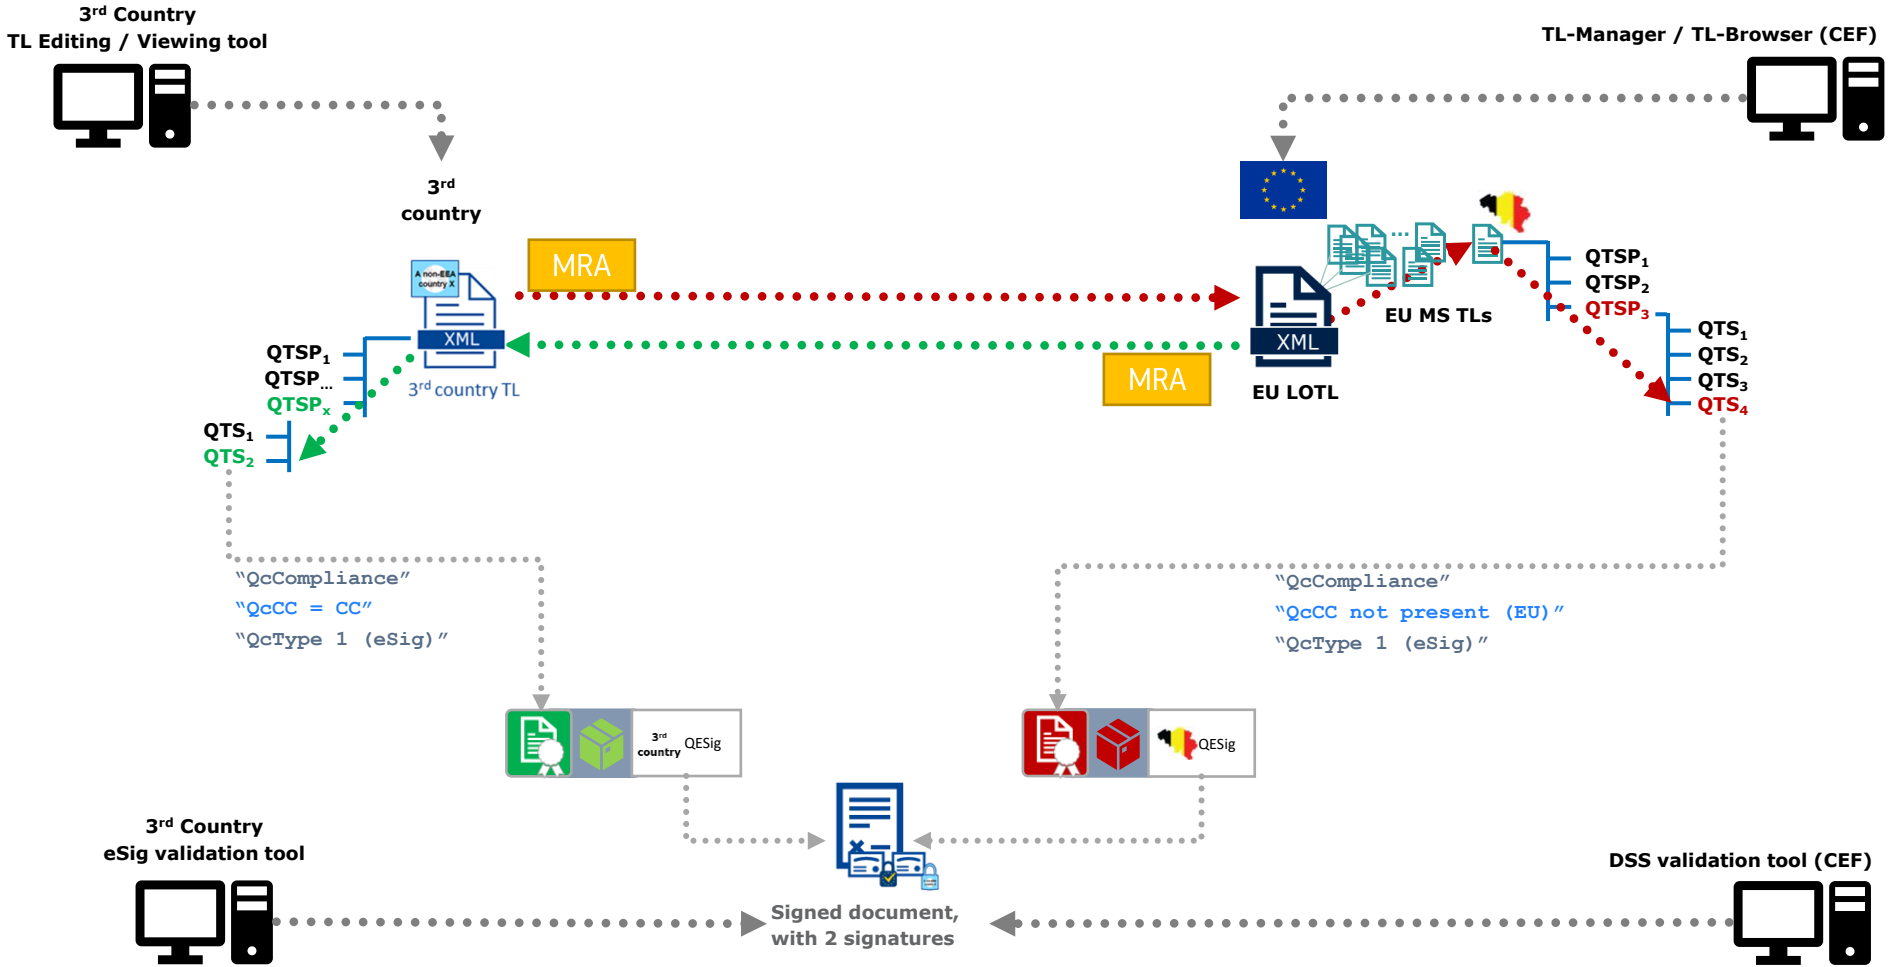 3rd Country
TL Editing / Viewing tool
TL-Manager / TL-Browser (CEF)
3rd
country
A non-EEA
country X
XML
3rd country TL
MRA
MRA
XML
EU LOTL
...
EU MS TLs
QTSP1
QTSP2
QTSP3
QTS1
QTS2
QTS3
QTS4
QTSP1
QTSP...
QTSPx
QTS1
QTS2
“QcCompliance”
“QcCC = CC”
“QcType 1 (eSig)”
“QcCompliance”
“QcCC not present (EU)”
“QcType 1 (eSig)”
3rd
country
QESig
QESig
3rd Country
eSig validation tool
DSS validation tool (CEF)
Signed document,
with 2 signatures